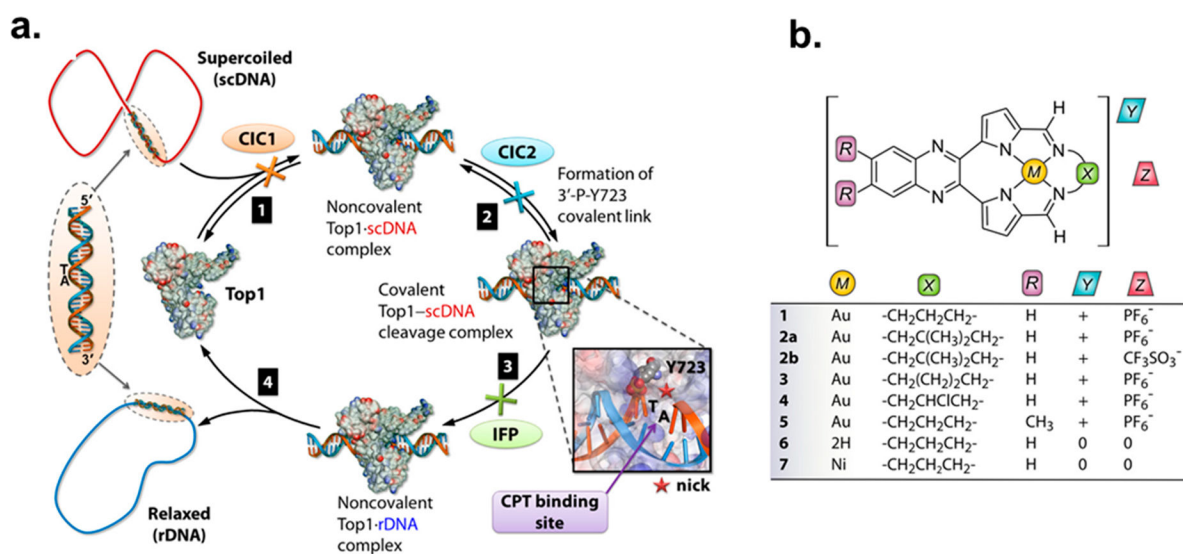 a.
Supercoiled
(scDNA)
CIC1
CIC2
Formation of
3′-P-Y723
covalent link
1
Noncovalent
Top1·scDNA
complex
2
5′
T
A
3′
Top1
Covalent
Top1–scDNA
cleavage complex
3
Y723
T
A
nick
IFP
4
CPT binding
site
Relaxed
(rDNA)
Noncovalent
Top1·rDNA
complex
b.
H
Y
R
N
N
N
N
M
X
Z
R
N
N
H
M X R Y Z
1 Au -CH₂CH₂CH₂- H + PF₆⁻
2a Au -CH₂C(CH₃)₂CH₂- H + PF₆⁻
2b Au -CH₂C(CH₃)₂CH₂- H + CF₃SO₃⁻
3 Au -CH₂(CH₂)₂CH₂- H + PF₆⁻
4 Au -CH₂CHClCH₂- H + PF₆⁻
5 Au -CH₂CH₂CH₂- CH₃ + PF₆⁻
6 2H -CH₂CH₂CH₂- H 0 0
7 Ni -CH₂CH₂CH₂- H 0 0